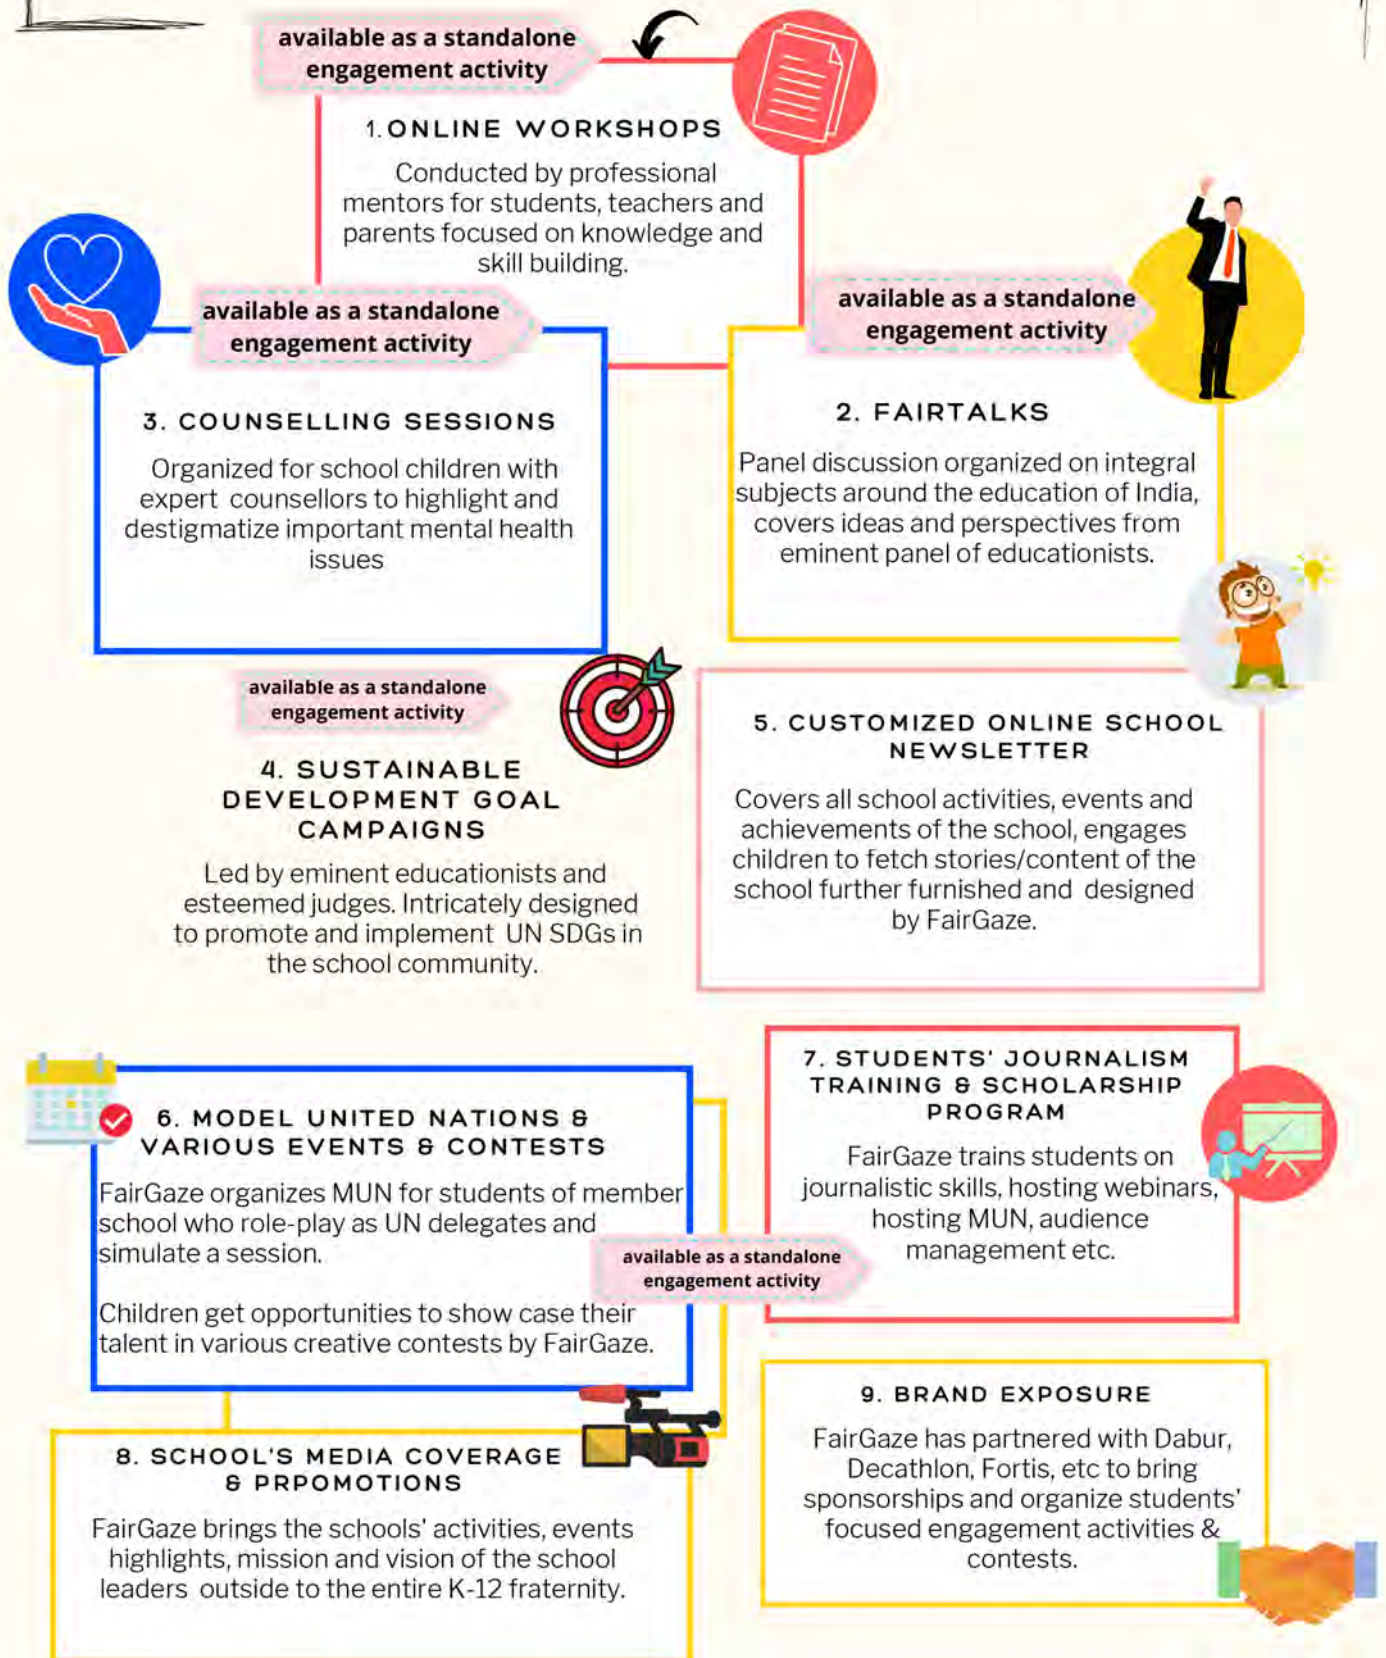 available as a standalone
engagement activity
1. ONLINE WORKSHOPS
Conducted by professional
mentors for students, teachers and
parents focused on knowledge and
skill building.
available as a standalone
engagement activity
3. COUNSELLING SESSIONS
Organized for school children with
expert counsellors to highlight and
destigmatize important mental health
issues
available as a standalone
engagement activity
2. FAIRTALKS
Panel discussion organized on integral
subjects around the education of India,
covers ideas and perspectives from
eminent panel of educationists.
available as a standalone
engagement activity
4. SUSTAINABLE
DEVELOPMENT GOAL
CAMPAIGNS
Led by eminent educationists and
esteemed judges. Intricately designed
to promote and implement UN SDGs in
the school community.
5. CUSTOMIZED ONLINE SCHOOL
NEWSLETTER
Covers all school activities, events and
achievements of the school, engages
children to fetch stories/content of the
school further furnished and designed
by FairGaze.
6. MODEL UNITED NATIONS &
VARIOUS EVENTS & CONTESTS
FairGaze organizes MUN for students of member
school who role-play as UN delegates and
simulate a session.
Children get opportunities to show case their
talent in various creative contests by FairGaze.
available as a standalone
engagement activity
7. STUDENTS' JOURNALISM
TRAINING & SCHOLARSHIP
PROGRAM
FairGaze trains students on
journalistic skills, hosting webinars,
hosting MUN, audience
management etc.
8. SCHOOL'S MEDIA COVERAGE
& PRPOMOTIONS
FairGaze brings the schools' activities, events
highlights, mission and vision of the school
leaders outside to the entire K-12 fraternity.
9. BRAND EXPOSURE
FairGaze has partnered with Dabur,
Decathlon, Fortis, etc to bring
sponsorships and organize students'
focused engagement activities &
contests.